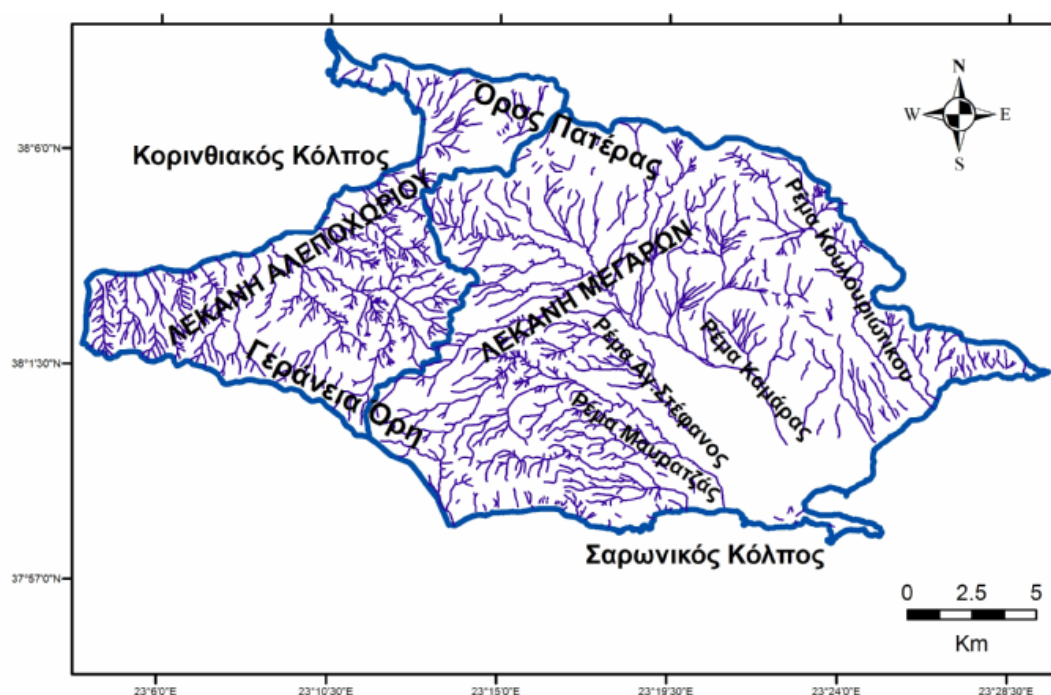 N
W E
S
Όρος Πατέρας
38°6'0"N
Κορινθιακός Κόλπος
ΛΕΚΑΝΗ ΑΛΕΠΟΧΩΡΙΟΥ
Ρέμα Κουλουριώτικου
ΛΕΚΑΝΗ ΜΕΓΑΡΩΝ
38°1'30"N
Γεράνεια Όρη
Ρέμα Αγ.Στέφανος
Ρέμα Καμάρας
Ρέμα Μαυρατζάς
Σαρωνικός Κόλπος
37°57'0"N
0 2.5 5
Km
23°6'0"E 23°10'30"E 23°15'0"E 23°19'30"E 23°24'0"E 23°28'30"E